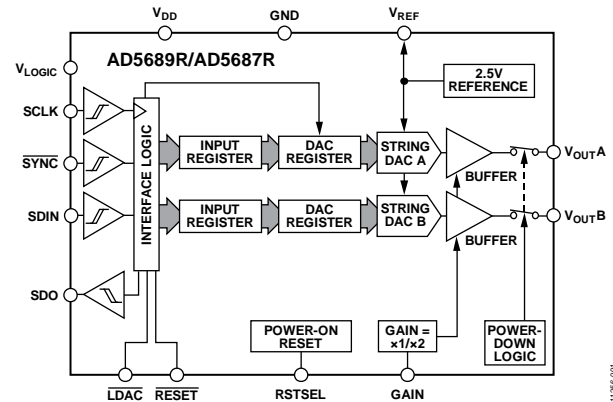 VDD
GND
VREF
AD5689R/AD5687R
VLOGIC
2.5V
REFERENCE
SCLK
SYNC
SDIN
SDO
INTERFACE LOGIC
INPUT
REGISTER
DAC
REGISTER
STRING
DAC A
BUFFER
VOUTA
INPUT
REGISTER
DAC
REGISTER
STRING
DAC B
BUFFER
VOUTB
POWER-ON
RESET
GAIN =
×1/×2
POWER-
DOWN
LOGIC
LDAC
RESET
RSTSEL
GAIN